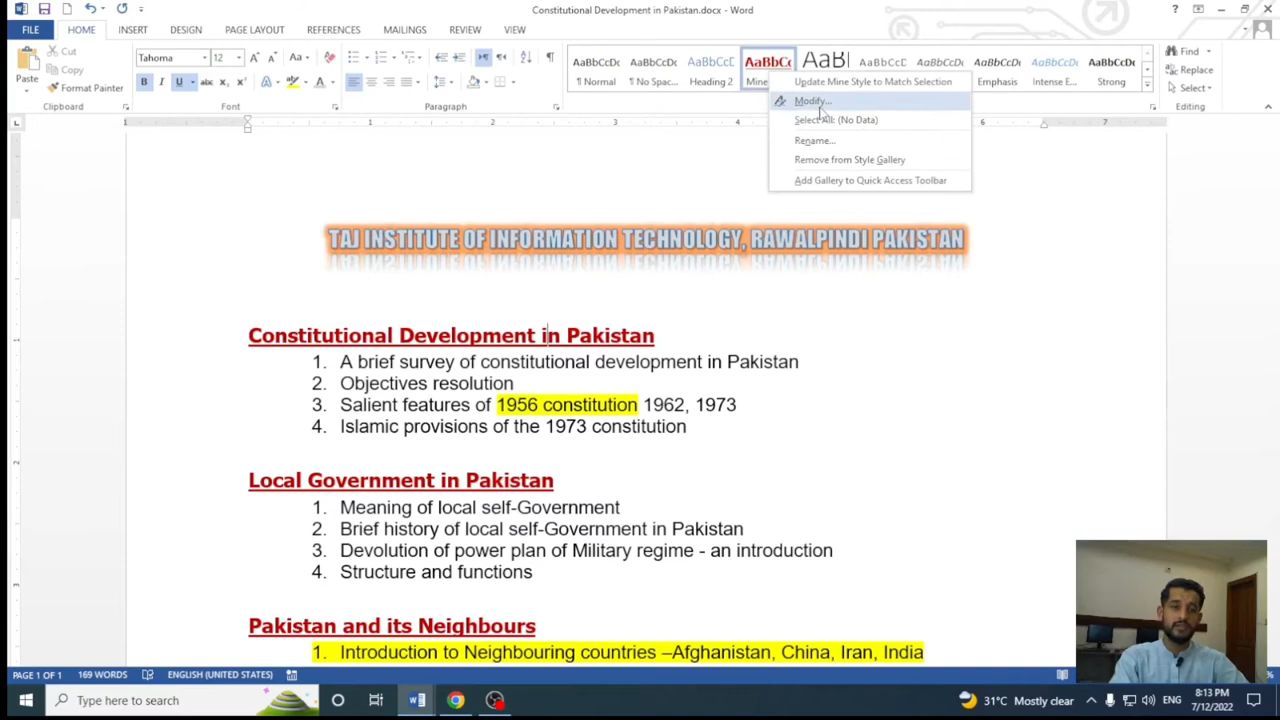 Constitutional Development in Pakistan.docx - Word
FILE HOME INSERT DESIGN PAGE LAYOUT REFERENCES MAILINGS REVIEW VIEW
Paste
Cut
Copy
Format Painter
Clipboard
Tahoma 12
Font
Paragraph
AaBbCcDc ¶ Normal
AaBbCcDc ¶ No Spac...
AaBbCcD Heading 2
AaBbCc Mine
Emphasis
Intense E...
Strong
Find
Replace
Select
Editing
Update Mine Style to Match Selection
Modify...
Select All: (No Data)
Rename...
Remove from Style Gallery
Add Gallery to Quick Access Toolbar
TAJ INSTITUTE OF INFORMATION TECHNOLOGY, RAWALPINDI PAKISTAN
Constitutional Development in Pakistan
1. A brief survey of constitutional development in Pakistan
2. Objectives resolution
3. Salient features of 1956 constitution 1962, 1973
4. Islamic provisions of the 1973 constitution
Local Government in Pakistan
1. Meaning of local self-Government
2. Brief history of local self-Government in Pakistan
3. Devolution of power plan of Military regime - an introduction
4. Structure and functions
Pakistan and its Neighbours
1. Introduction to Neighbouring countries –Afghanistan, China, Iran, India
PAGE 1 OF 1 169 WORDS ENGLISH (UNITED STATES)
Type here to search
31°C Mostly clear
ENG
8:13 PM
7/12/2022